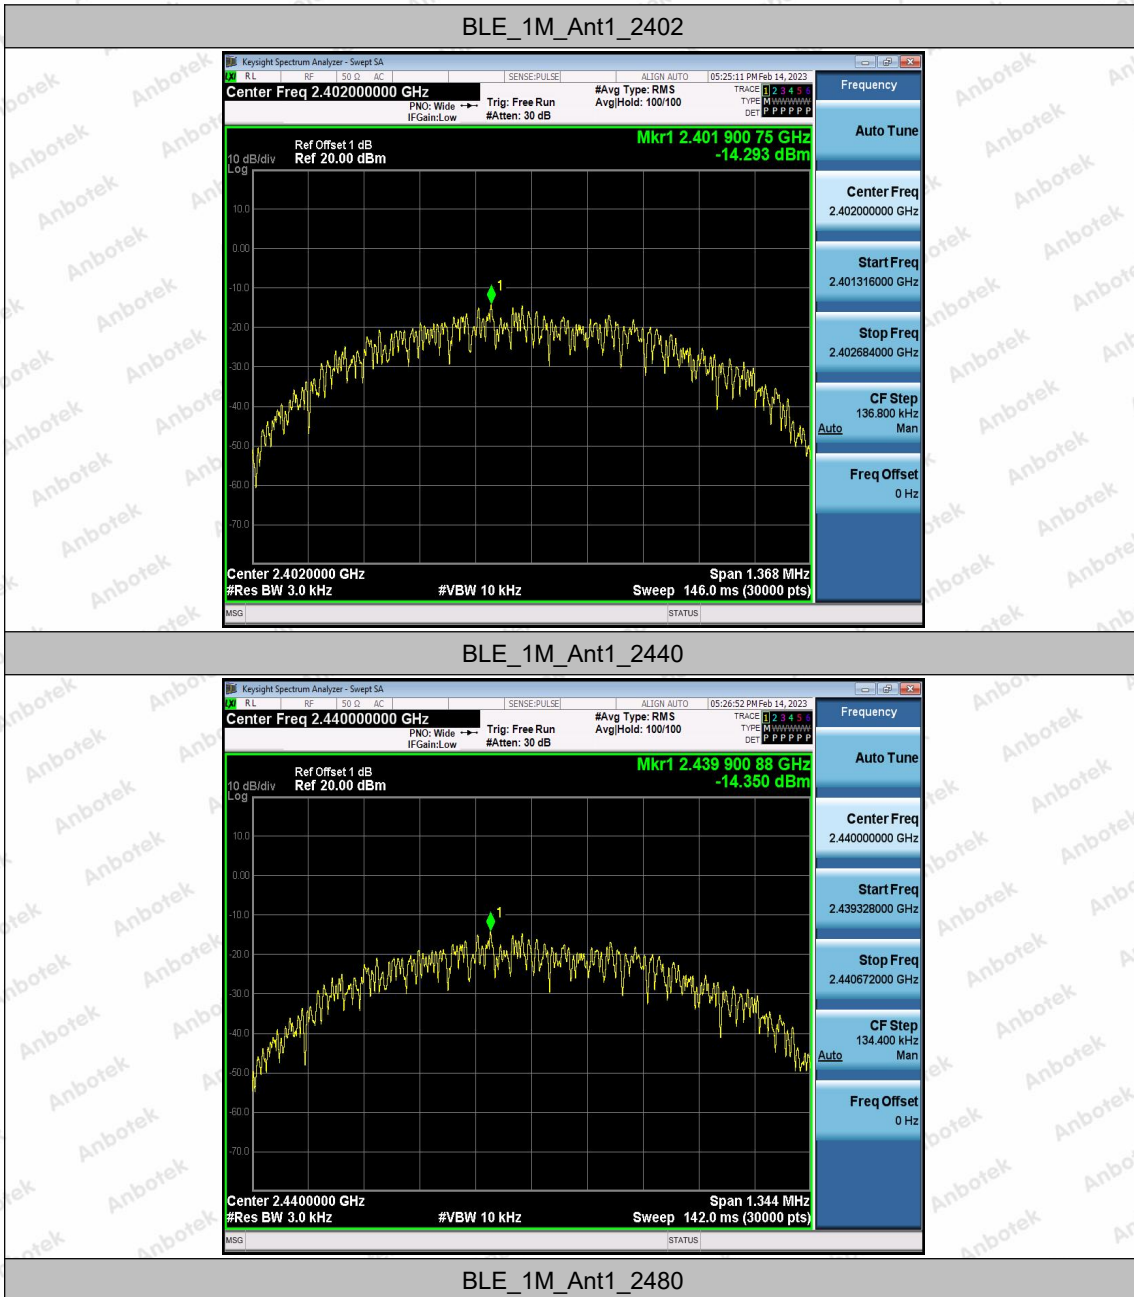 BLE_1M_Ant1_2402
Keysight Spectrum Analyzer - Swept SA
LXI RL RF 50 Ω AC SENSE:PULSE ALIGN AUTO 05:25:11 PM Feb 14, 2023
Center Freq 2.402000000 GHz
PNO: Wide
IFGain:Low
Trig: Free Run
#Atten: 30 dB
#Avg Type: RMS
Avg|Hold: 100/100
TRACE 1 2 3 4 5 6
TYPE M W W W W W
DET P P P P P P
Frequency
Auto Tune
Center Freq
2.402000000 GHz
Start Freq
2.401316000 GHz
Stop Freq
2.402684000 GHz
CF Step
136.800 kHz
Auto Man
Freq Offset
0 Hz
Mkr1 2.401 900 75 GHz
-14.293 dBm
Ref Offset 1 dB
10 dB/div Ref 20.00 dBm
Log
10.0
0.00
-10.0
-20.0
-30.0
-40.0
-50.0
-60.0
-70.0
1
Center 2.4020000 GHz Span 1.368 MHz
#Res BW 3.0 kHz #VBW 10 kHz Sweep 146.0 ms (30000 pts)
MSG STATUS
BLE_1M_Ant1_2440
Keysight Spectrum Analyzer - Swept SA
LXI RL RF 50 Ω AC SENSE:PULSE ALIGN AUTO 05:26:52 PM Feb 14, 2023
Center Freq 2.440000000 GHz
PNO: Wide
IFGain:Low
Trig: Free Run
#Atten: 30 dB
#Avg Type: RMS
Avg|Hold: 100/100
TRACE 1 2 3 4 5 6
TYPE M W W W W W
DET P P P P P P
Frequency
Auto Tune
Center Freq
2.440000000 GHz
Start Freq
2.439328000 GHz
Stop Freq
2.440672000 GHz
CF Step
134.400 kHz
Auto Man
Freq Offset
0 Hz
Mkr1 2.439 900 88 GHz
-14.350 dBm
Ref Offset 1 dB
10 dB/div Ref 20.00 dBm
Log
10.0
0.00
-10.0
-20.0
-30.0
-40.0
-50.0
-60.0
-70.0
1
Center 2.4400000 GHz Span 1.344 MHz
#Res BW 3.0 kHz #VBW 10 kHz Sweep 142.0 ms (30000 pts)
MSG STATUS
BLE_1M_Ant1_2480
Anbotek